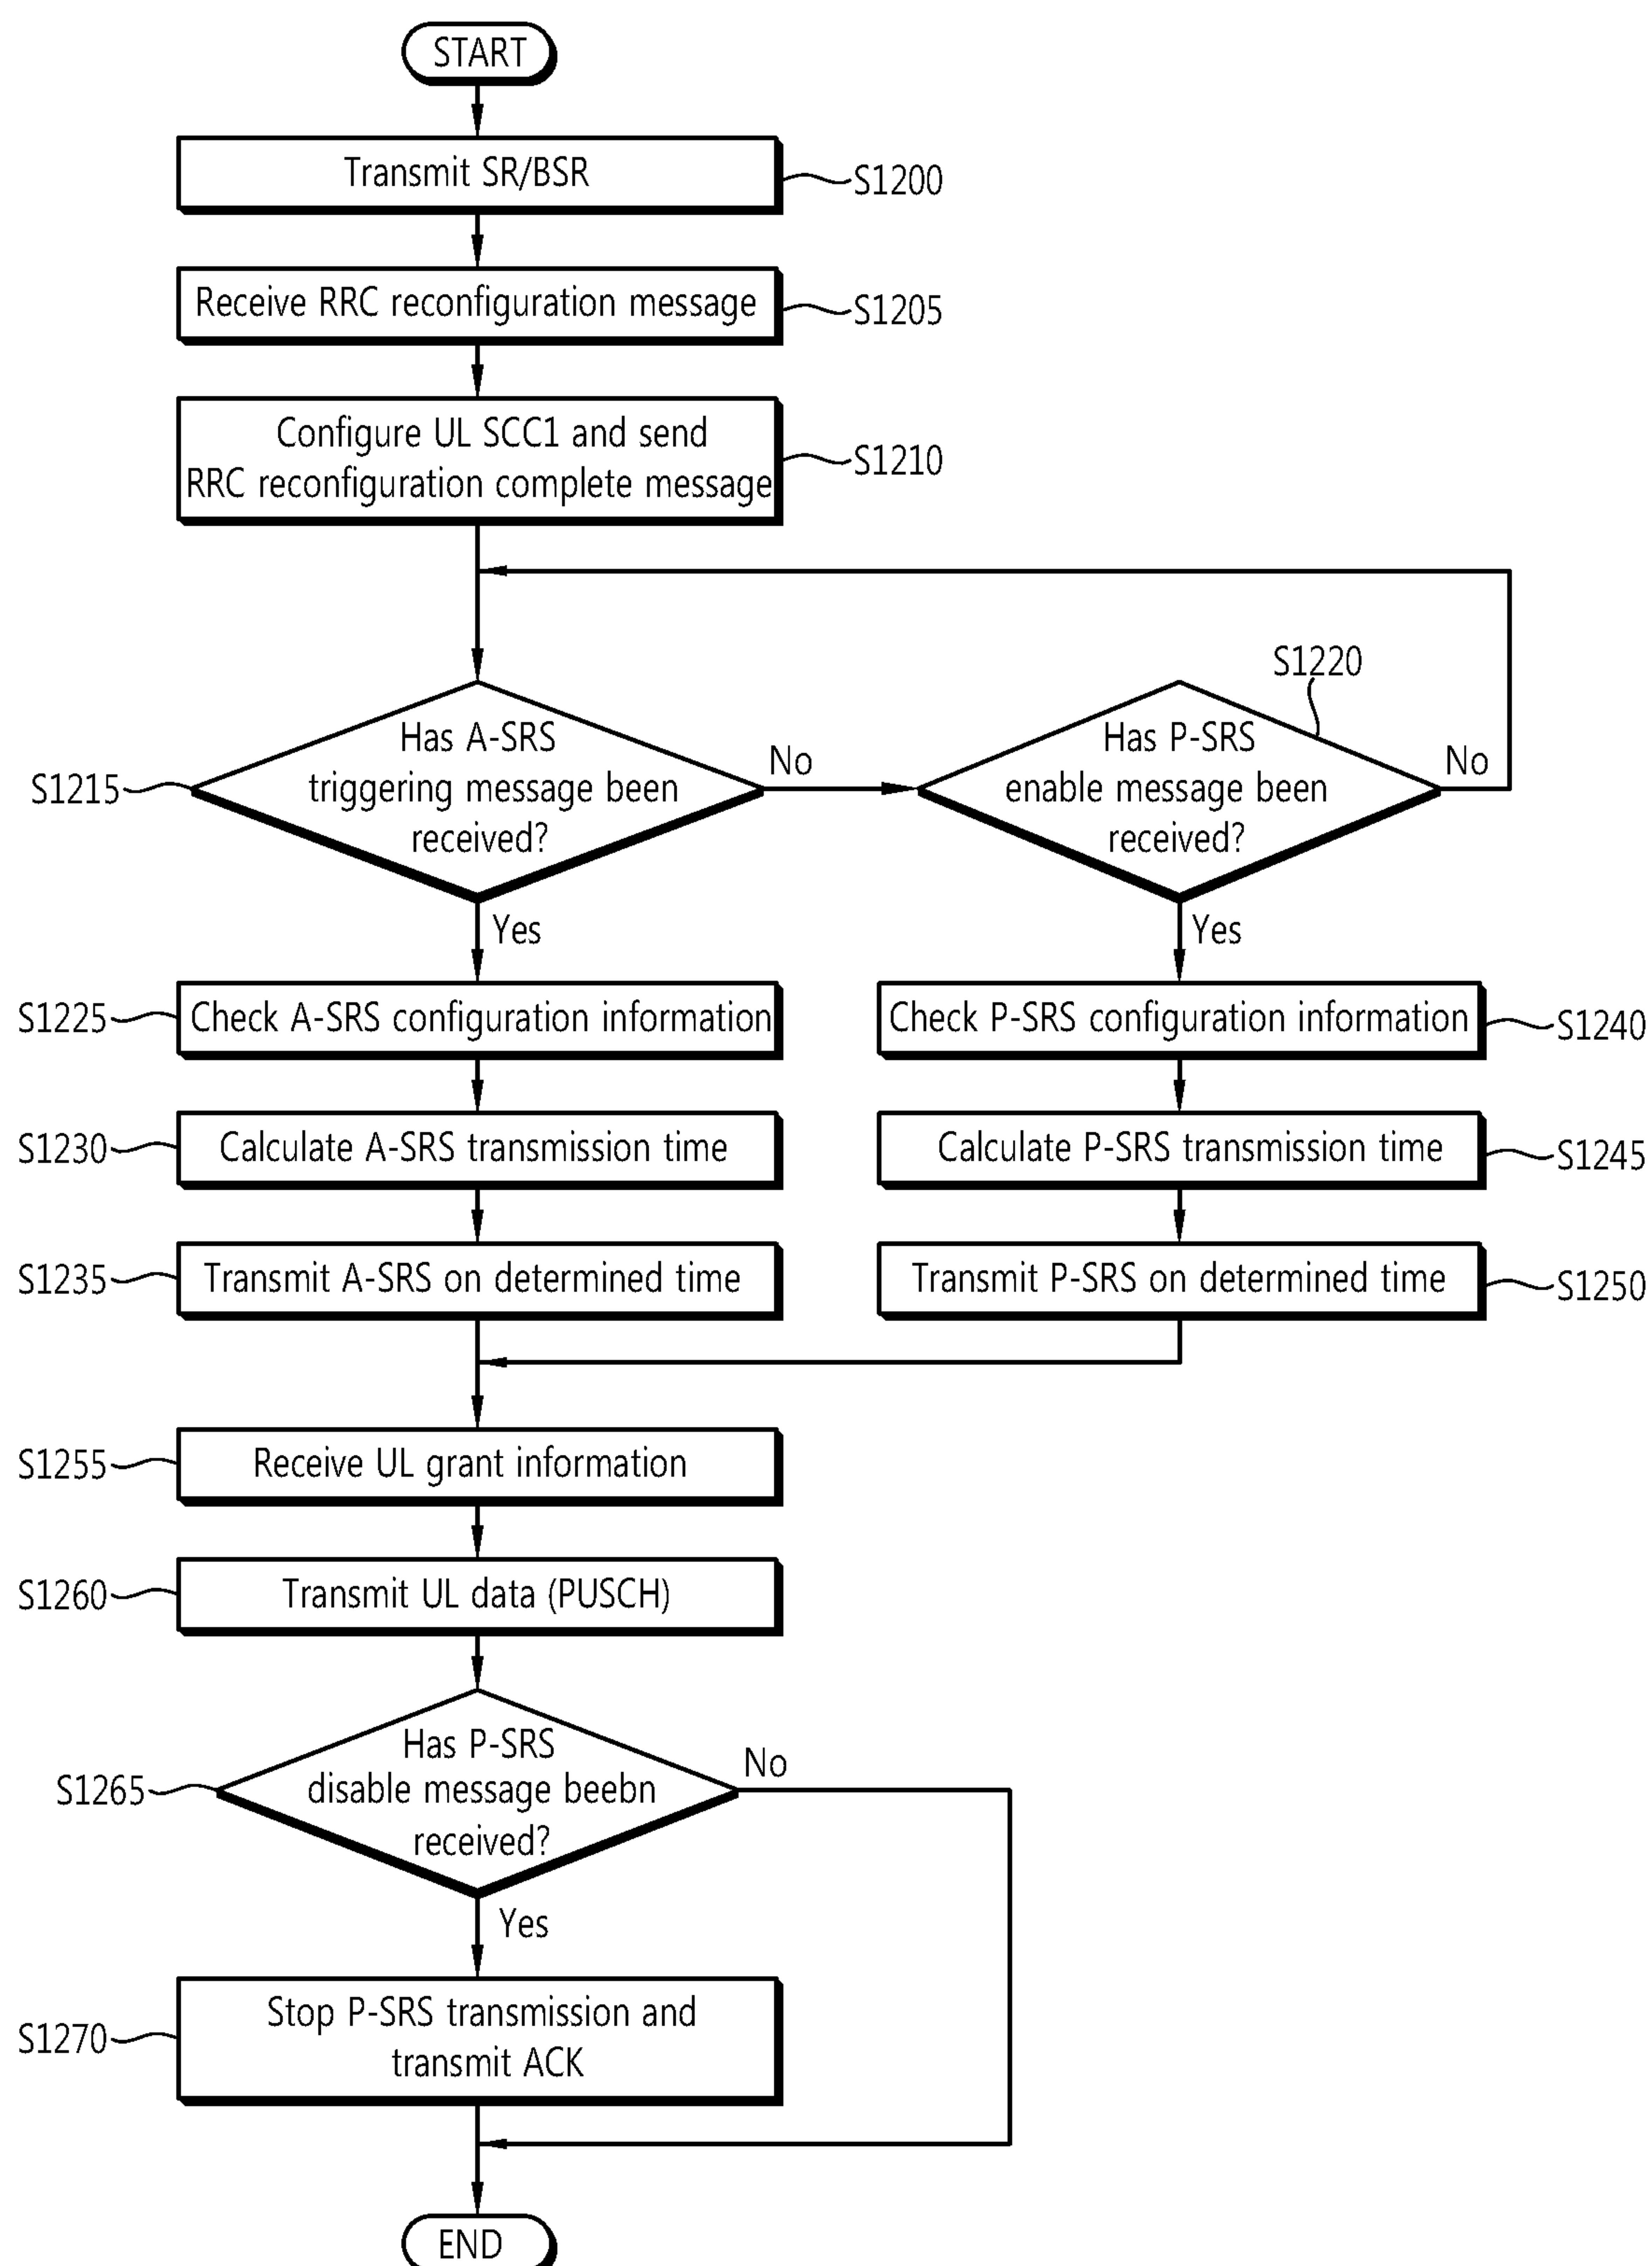 START
Transmit SR/BSR
S1200
Receive RRC reconfiguration message
S1205
Configure UL SCC1 and send
RRC reconfiguration complete message
S1210
S1215
Has A-SRS
triggering message been
received?
No
Yes
S1220
Has P-SRS
enable message been
received?
No
Yes
S1225
Check A-SRS configuration information
Check P-SRS configuration information
S1240
S1230
Calculate A-SRS transmission time
Calculate P-SRS transmission time
S1245
S1235
Transmit A-SRS on determined time
Transmit P-SRS on determined time
S1250
S1255
Receive UL grant information
S1260
Transmit UL data (PUSCH)
S1265
Has P-SRS
disable message beebn
received?
No
Yes
S1270
Stop P-SRS transmission and
transmit ACK
END